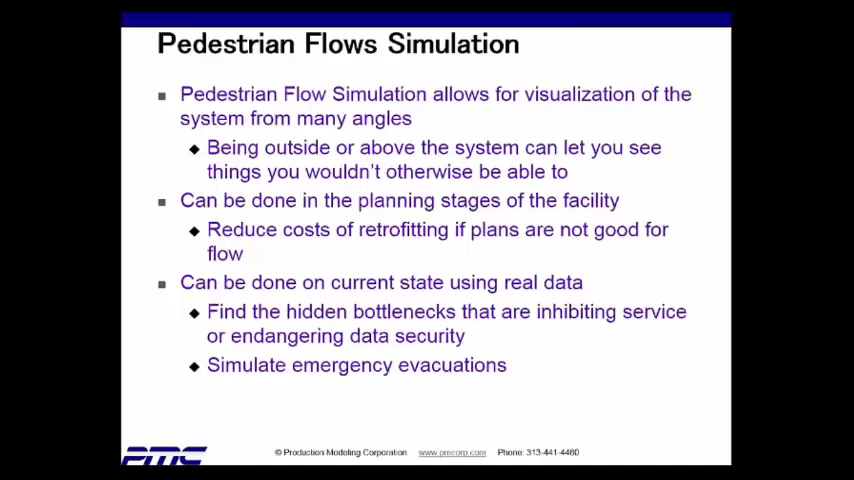 Pedestrian Flows Simulation
Pedestrian Flow Simulation allows for visualization of the
system from many angles
Being outside or above the system can let you see
things you wouldn't otherwise be able to
Can be done in the planning stages of the facility
Reduce costs of retrofitting if plans are not good for
flow
Can be done on current state using real data
Find the hidden bottlenecks that are inhibiting service
or endangering data security
Simulate emergency evacuations
PMC © Production Modeling Corporation www.pmcorp.com Phone: 313-441-4460